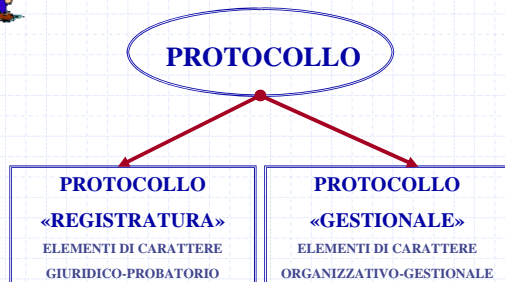 PROTOCOLLO
PROTOCOLLO
«REGISTRATURA»
ELEMENTI DI CARATTERE
GIURIDICO-PROBATORIO
PROTOCOLLO
«GESTIONALE»
ELEMENTI DI CARATTERE
ORGANIZZATIVO-GESTIONALE